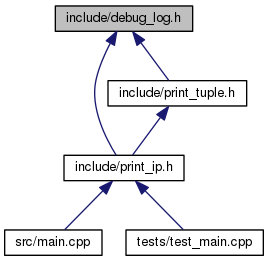 include/debug_log.h
include/print_tuple.h
include/print_ip.h
src/main.cpp
tests/test_main.cpp